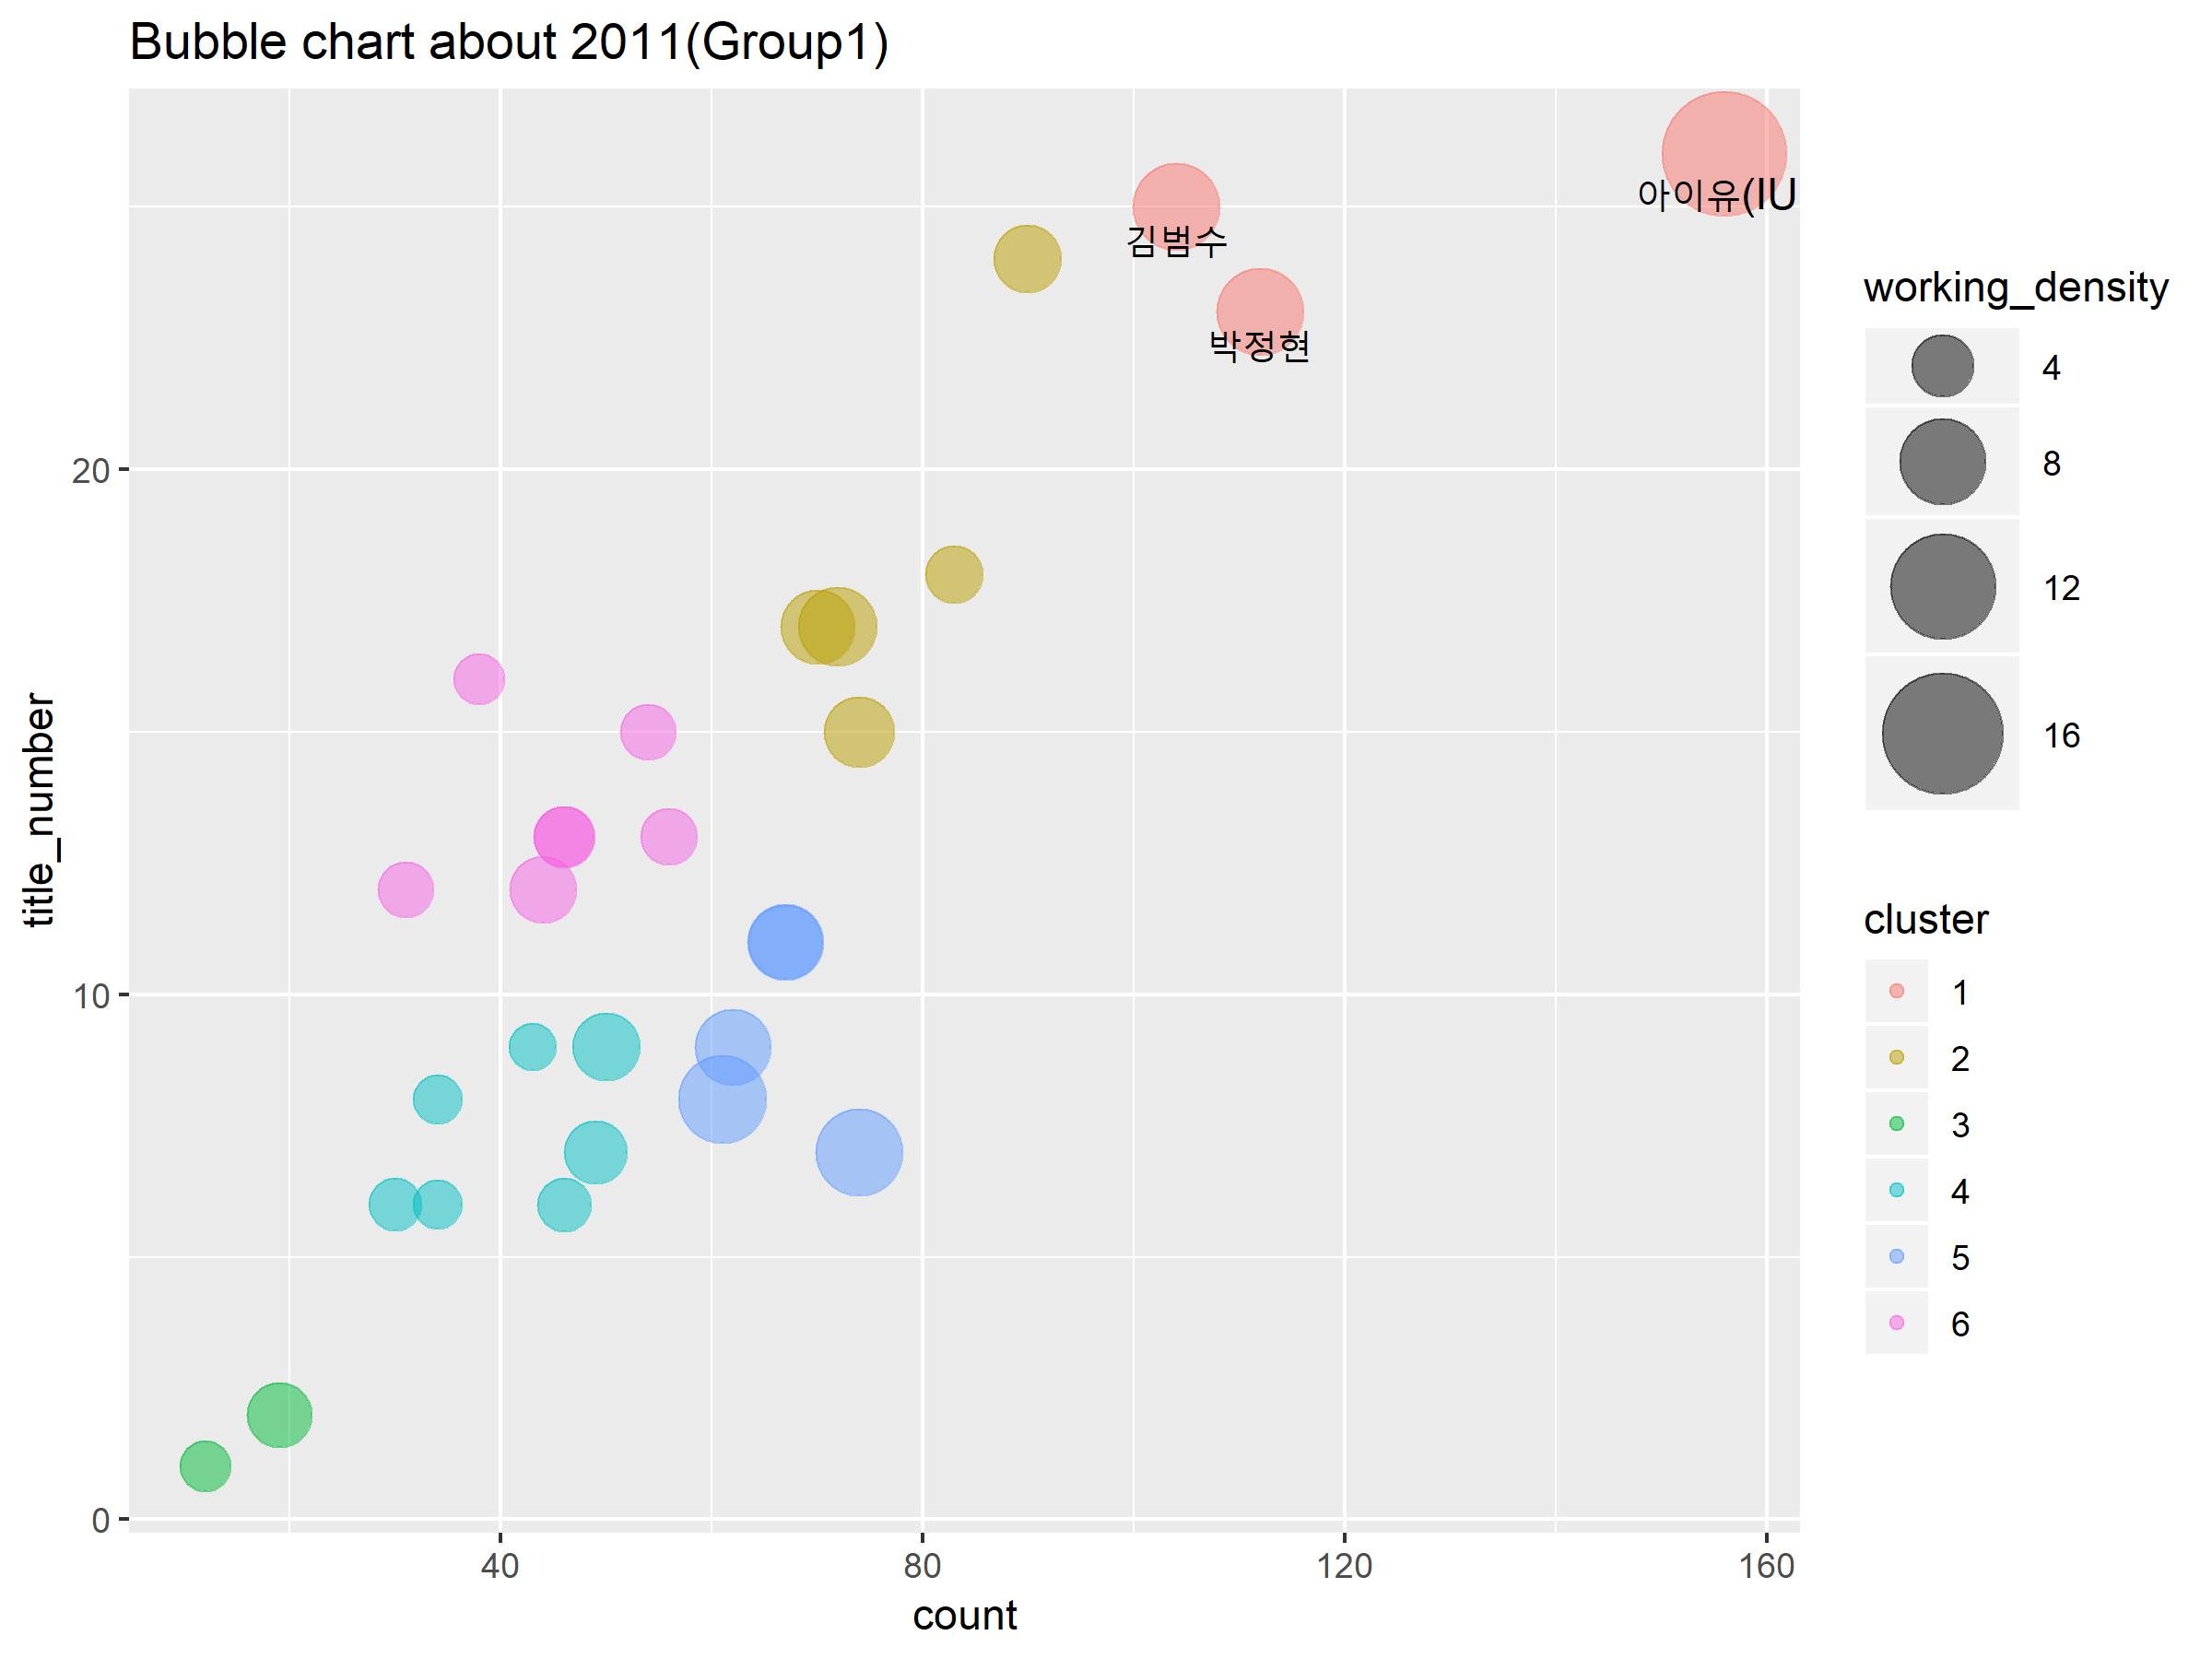 Bubble chart about 2011(Group1)
아이유(IU
김범수
박정현
20
10
0
title_number
40
80
120
160
count
working_density
4
8
12
16
cluster
1
2
3
4
5
6